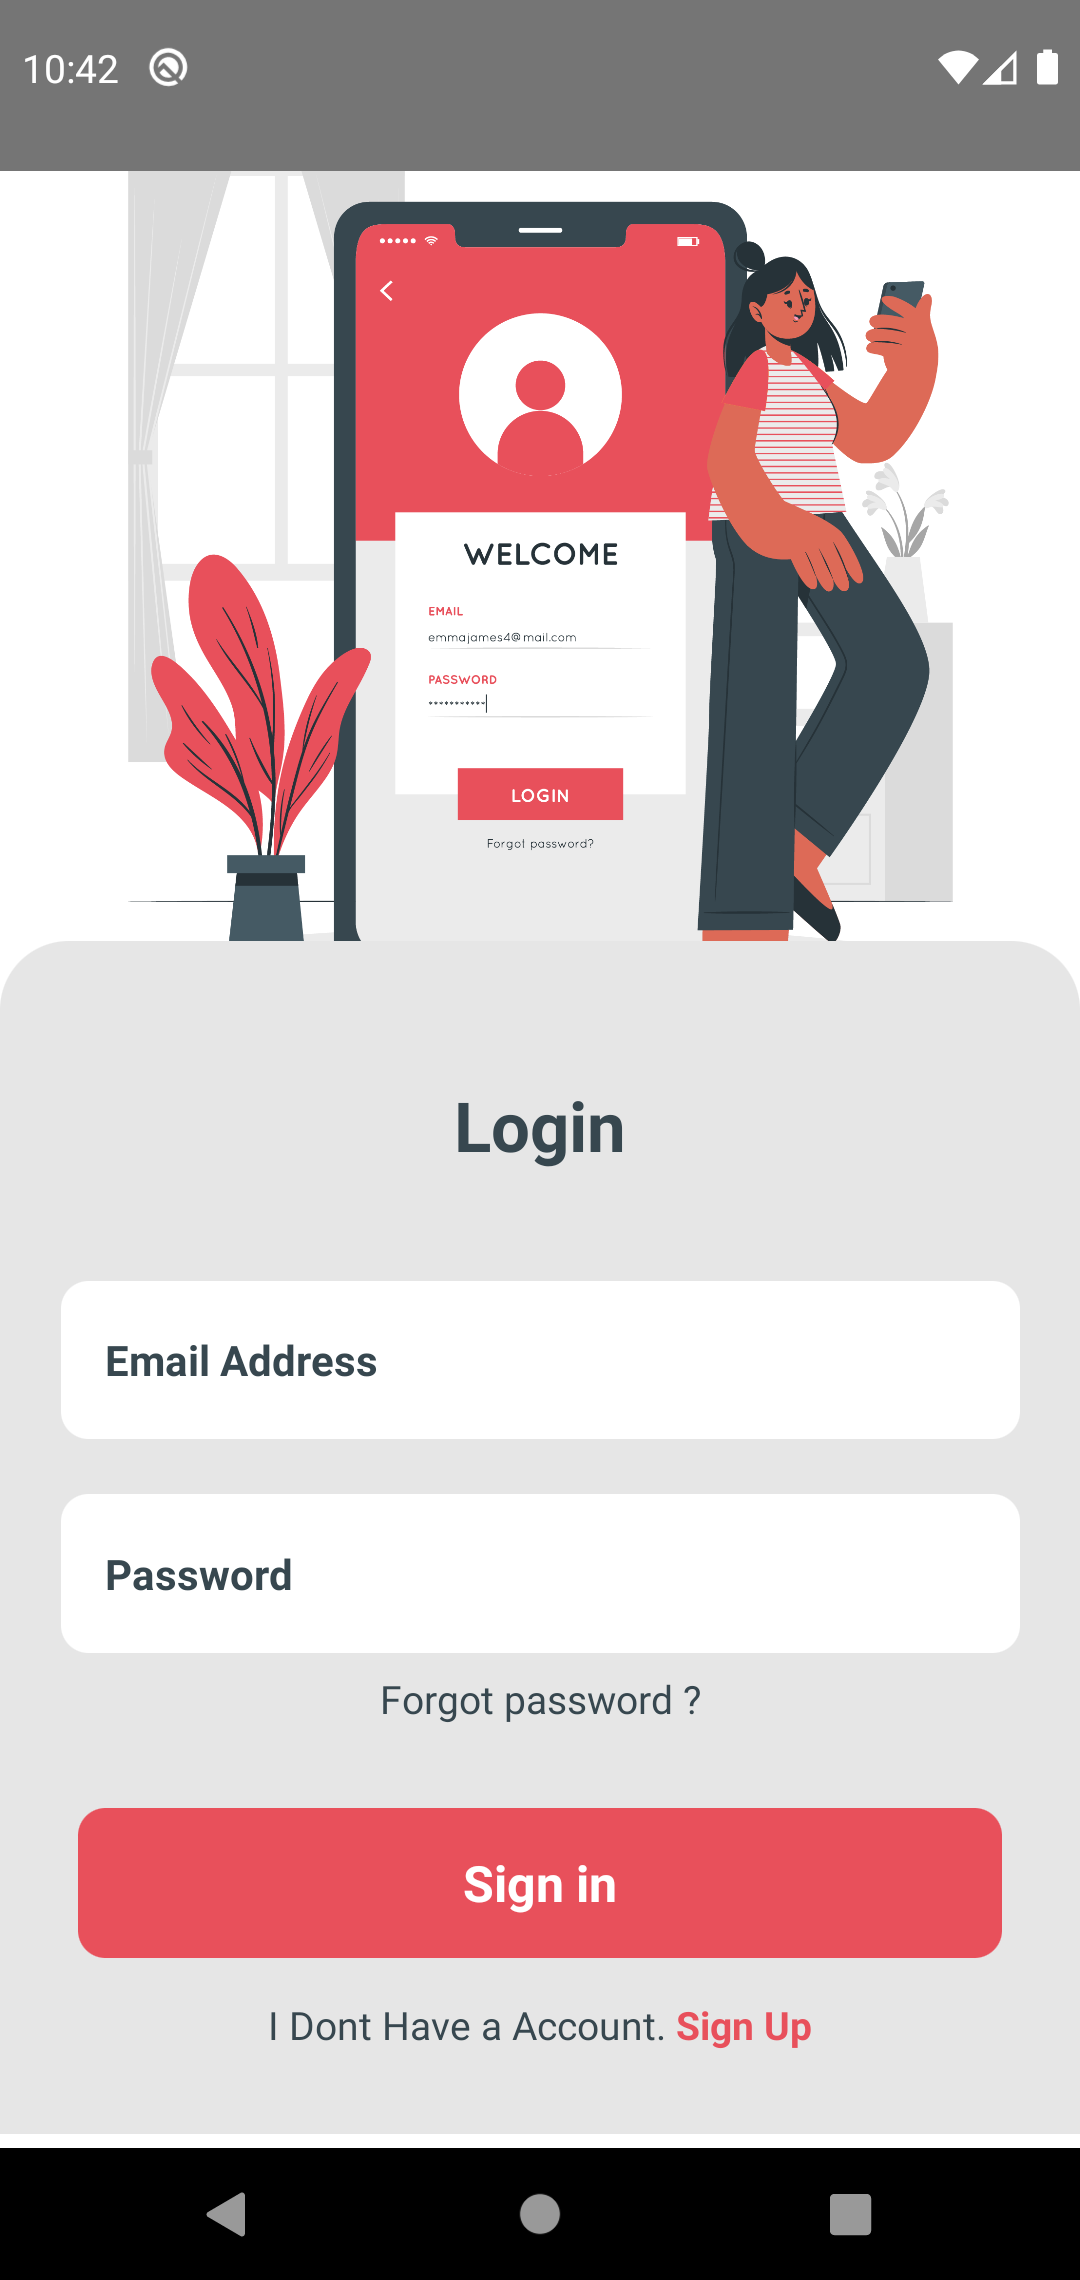 10:42
WELCOME
EMAIL
emmajames4@mail.com
PASSWORD
***********
LOGIN
Forgot password?
Login
Email Address
Password
Forgot password ?
Sign in
I Dont Have a Account. Sign Up